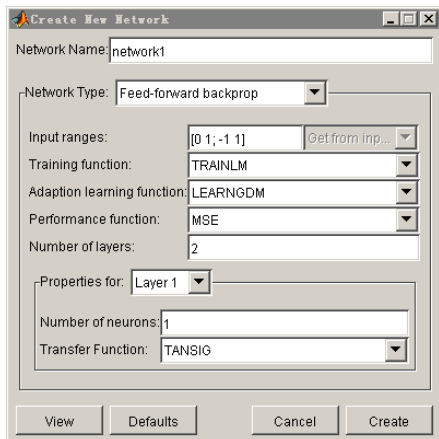 Create New Network
Network Name: network1
Network Type: Feed-forward backprop
Input ranges: [0 1; -1 1] Get from inp...
Training function: TRAINLM
Adaption learning function: LEARNGDM
Performance function: MSE
Number of layers: 2
Properties for: Layer 1
Number of neurons: 1
Transfer Function: TANSIG
View Defaults Cancel Create